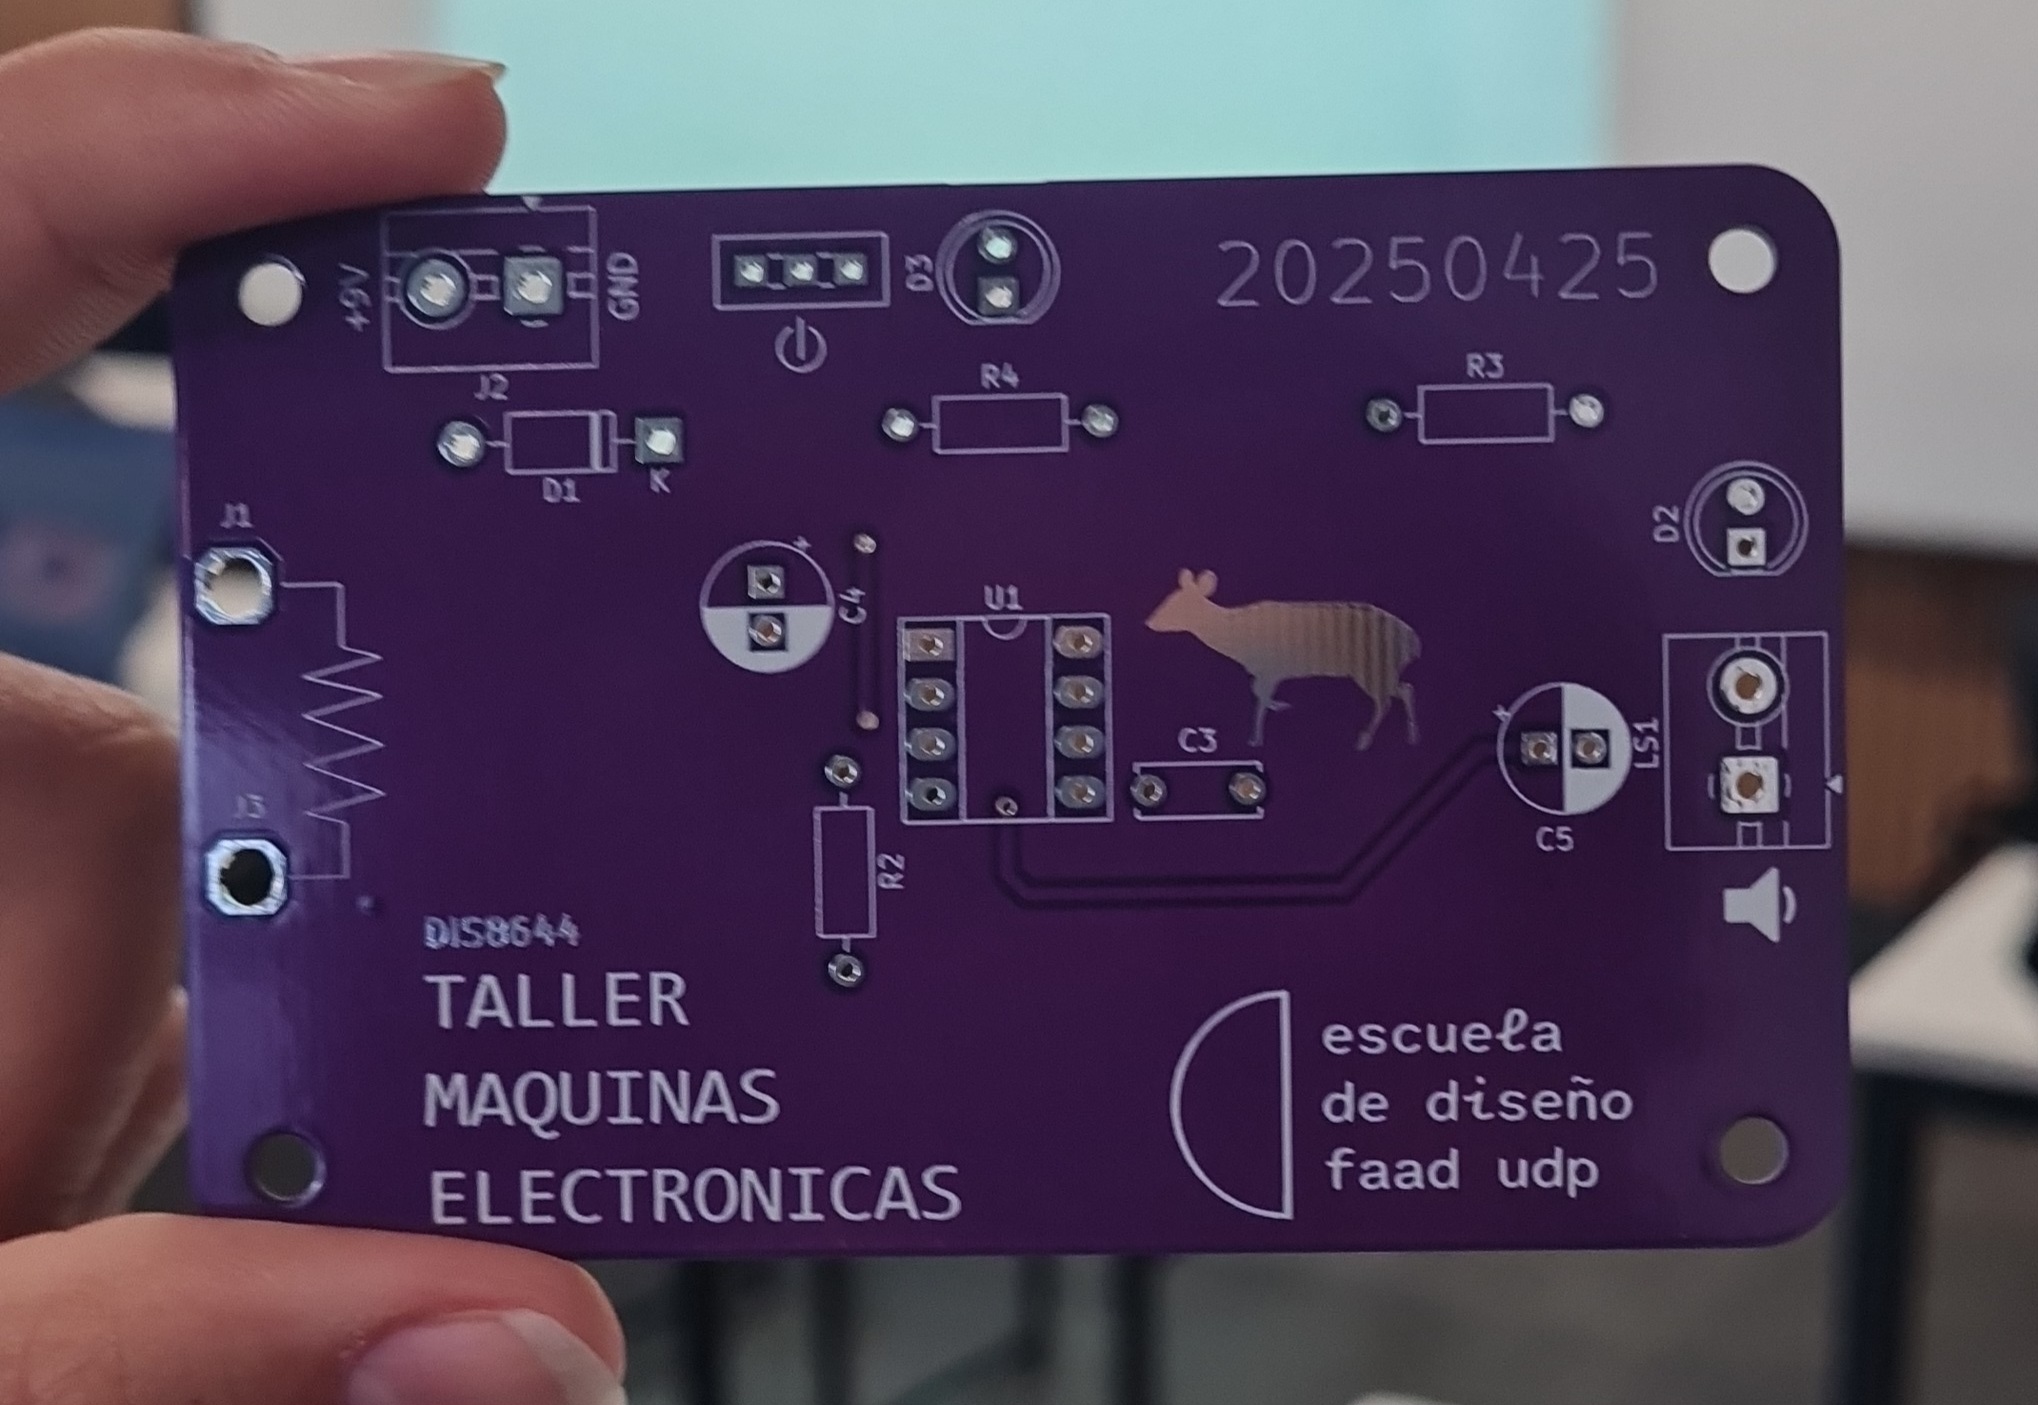 +9V
GND
J2
D3
20250425
D1
K
R4
R3
J1
D2
C4
U1
C3
LS1
C5
J3
R2
DIS8644
TALLER
MAQUINAS
ELECTRONICAS
escuela
de diseño
faad udp